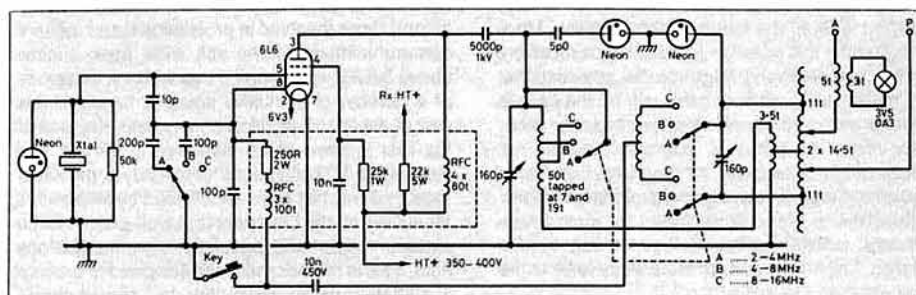 6L6
3
4
5
8
2
7
6V3
Neon
Xtal
50k
10p
200p
100p
A
B
C
100p
250R
2W
RFC
3x
100t
Key
10n
450V
10n
Rx HT+
25k
1W
22k
5W
RFC
4 x
80t
HT+ 350-400V
5000p
1kV
5p0
Neon
Neon
160p
C
B
A
50t
tapped
at 7 and
19t
C
B
A
C
B
A
160p
A ...... 2-4MHz
B ...... 4-8MHz
C ...... 8-16MHz
3·5t
11t
2 x 14·5t
11t
A
P
5t
3t
3V5
0A3